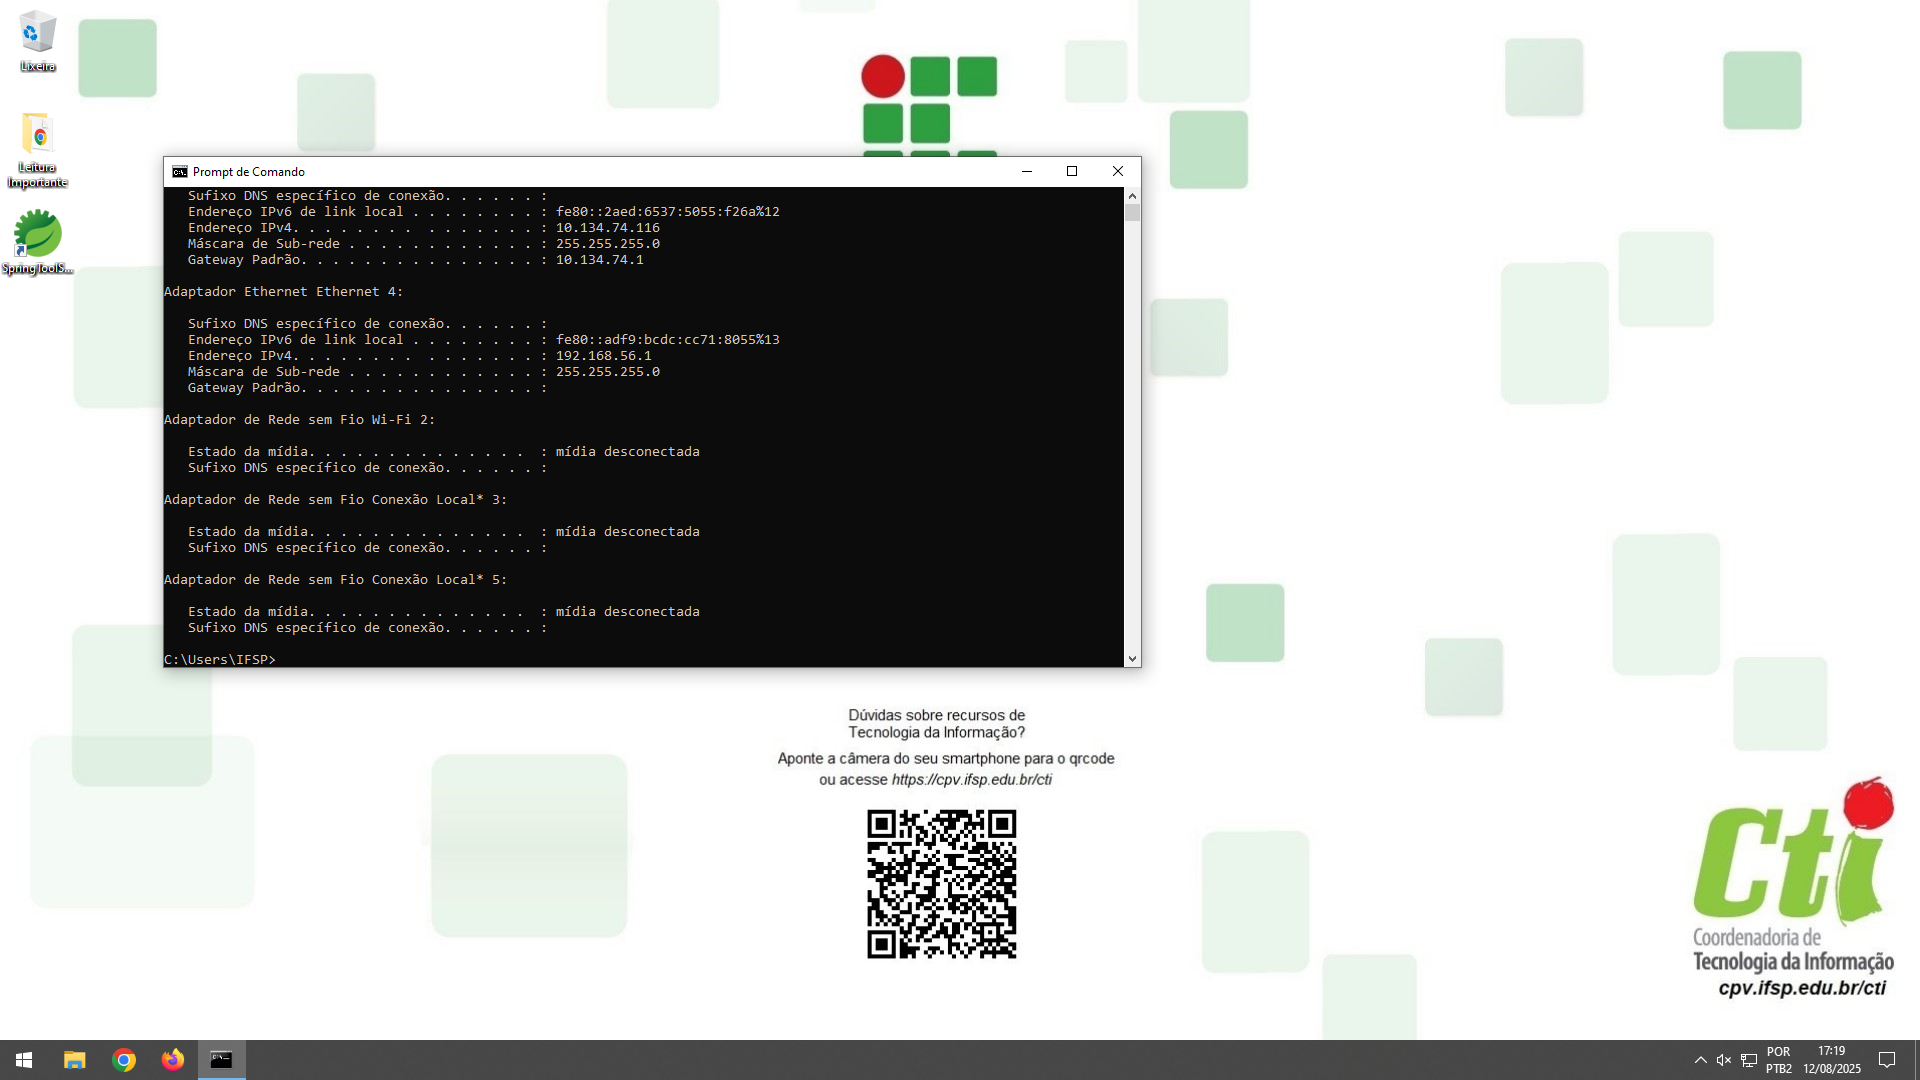 Lixeira
Leitura
Importante
SpringToolS...
Prompt de Comando
   Sufixo DNS específico de conexão. . . . . . :
   Endereço IPv6 de link local . . . . . . . . : fe80::2aed:6537:5055:f26a%12
   Endereço IPv4. . . . . . . .  . . . . . . . : 10.134.74.116
   Máscara de Sub-rede . . . . . . . . . . . . : 255.255.255.0
   Gateway Padrão. . . . . . . . . . . . . . . : 10.134.74.1
Adaptador Ethernet Ethernet 4:
   Sufixo DNS específico de conexão. . . . . . :
   Endereço IPv6 de link local . . . . . . . . : fe80::adf9:bcdc:cc71:8055%13
   Endereço IPv4. . . . . . . .  . . . . . . . : 192.168.56.1
   Máscara de Sub-rede . . . . . . . . . . . . : 255.255.255.0
   Gateway Padrão. . . . . . . . . . . . . . . :
Adaptador de Rede sem Fio Wi-Fi 2:
   Estado da mídia. . . . . . . . . . . . . .  : mídia desconectada
   Sufixo DNS específico de conexão. . . . . . :
Adaptador de Rede sem Fio Conexão Local* 3:
   Estado da mídia. . . . . . . . . . . . . .  : mídia desconectada
   Sufixo DNS específico de conexão. . . . . . :
Adaptador de Rede sem Fio Conexão Local* 5:
   Estado da mídia. . . . . . . . . . . . . .  : mídia desconectada
   Sufixo DNS específico de conexão. . . . . . :
C:\Users\IFSP>
Dúvidas sobre recursos de
Tecnologia da Informação?
Aponte a câmera do seu smartphone para o qrcode
ou acesse https://cpv.ifsp.edu.br/cti
cti
Coordenadoria de
Tecnologia da Informação
cpv.ifsp.edu.br/cti
POR
PTB2
17:19
12/08/2025